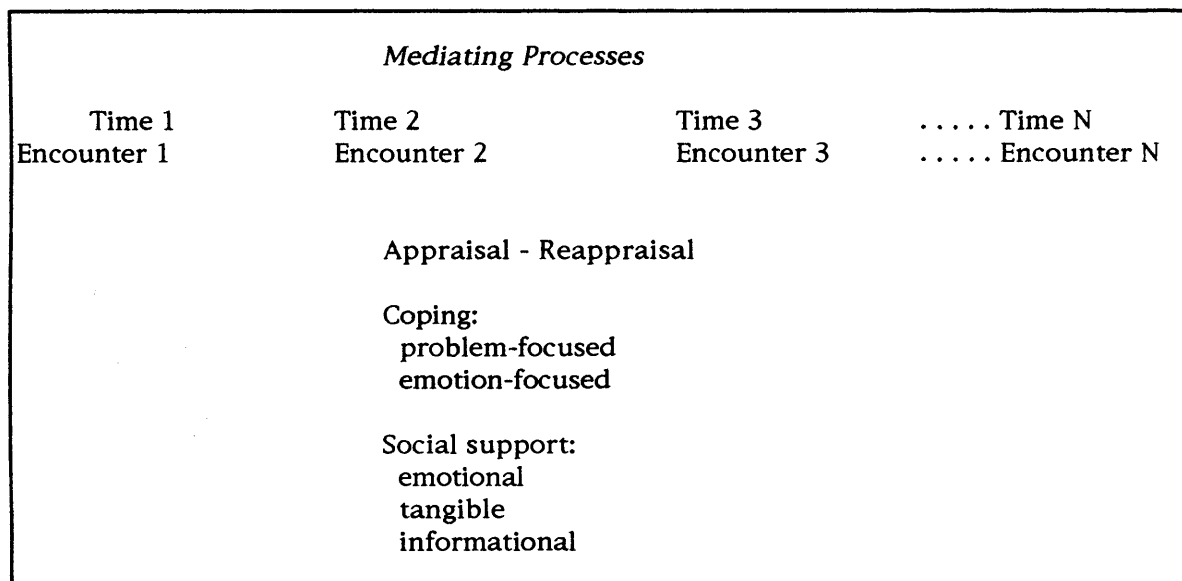 Mediating Processes
Time 1 Time 2 Time 3 ..... Time N
Encounter 1 Encounter 2 Encounter 3 ..... Encounter N
Appraisal - Reappraisal
Coping:
problem-focused
emotion-focused
Social support:
emotional
tangible
informational